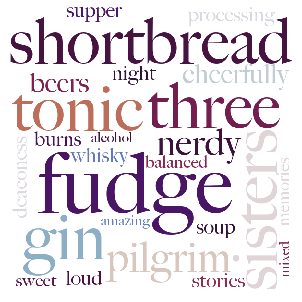 supper
processing
shortbread
night
cheerfully
beers
tonic three
burns
alcohol
nerdy
deaconess
whisky
balanced
fudge
sisters
memories
amazing
soup
gin
pilgrim
sweet
loud
stories
mixed